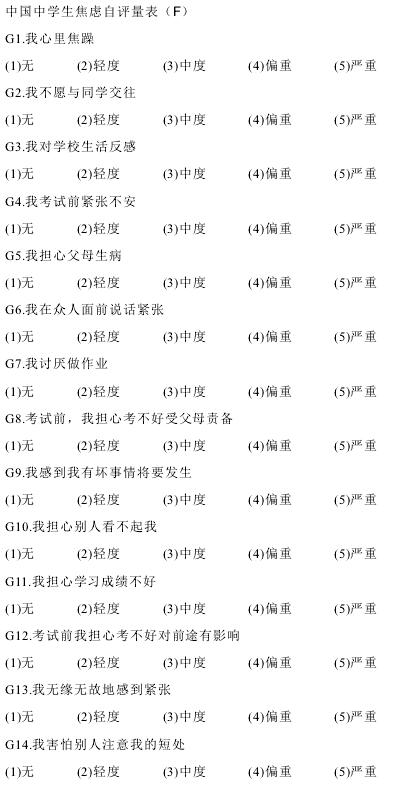 中国中学生焦虑自评量表（F）
G1.我心里焦躁
(1)无 (2)轻度 (3)中度 (4)偏重 (5)严重
G2.我不愿与同学交往
(1)无 (2)轻度 (3)中度 (4)偏重 (5)严重
G3.我对学校生活反感
(1)无 (2)轻度 (3)中度 (4)偏重 (5)严重
G4.我考试前紧张不安
(1)无 (2)轻度 (3)中度 (4)偏重 (5)严重
G5.我担心父母生病
(1)无 (2)轻度 (3)中度 (4)偏重 (5)严重
G6.我在众人面前说话紧张
(1)无 (2)轻度 (3)中度 (4)偏重 (5)严重
G7.我讨厌做作业
(1)无 (2)轻度 (3)中度 (4)偏重 (5)严重
G8.考试前，我担心考不好受父母责备
(1)无 (2)轻度 (3)中度 (4)偏重 (5)严重
G9.我感到我有坏事情将要发生
(1)无 (2)轻度 (3)中度 (4)偏重 (5)严重
G10.我担心别人看不起我
(1)无 (2)轻度 (3)中度 (4)偏重 (5)严重
G11.我担心学习成绩不好
(1)无 (2)轻度 (3)中度 (4)偏重 (5)严重
G12.考试前我担心考不好对前途有影响
(1)无 (2)轻度 (3)中度 (4)偏重 (5)严重
G13.我无缘无故地感到紧张
(1)无 (2)轻度 (3)中度 (4)偏重 (5)严重
G14.我害怕别人注意我的短处
(1)无 (2)轻度 (3)中度 (4)偏重 (5)严重